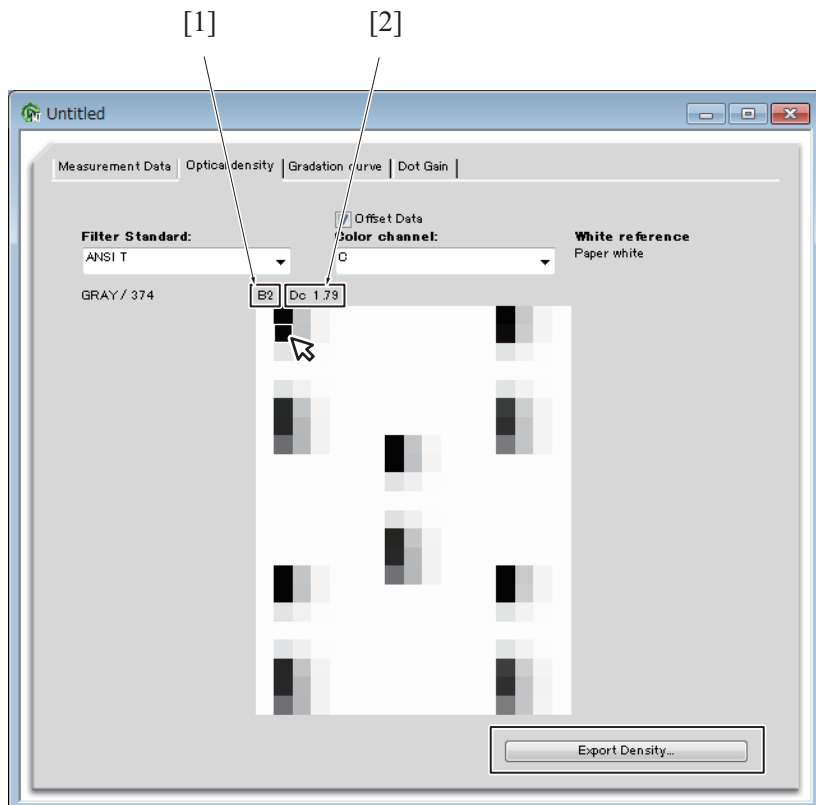 [1] [2]
Untitled
Measurement Data Optical density Gradation curve Dot Gain
Offset Data
Filter Standard: Color channel: White reference
ANSI T C Paper white
GRAY / 374 B2 Dc 1.79
Export Density...